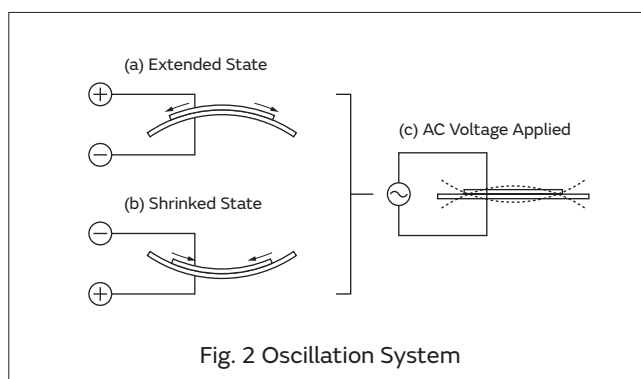 (a) Extended State
+
−
(c) AC Voltage Applied
(b) Shrinked State
−
+
Fig. 2 Oscillation System